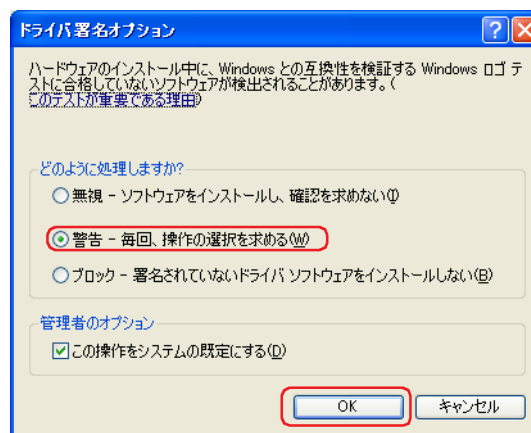 ドライバ署名オプション
ハードウェアのインストール中に、Windows との互換性を検証する Windows ロゴ テ
ストに合格していないソフトウェアが検出されることがあります。(
このテストが重要である理由)
どのように処理しますか?
無視 - ソフトウェアをインストールし、確認を求めない(I)
警告 - 毎回、操作の選択を求める(W)
ブロック - 署名されていないドライバ ソフトウェアをインストールしない(B)
管理者のオプション
この操作をシステムの既定にする(D)
OK
キャンセル